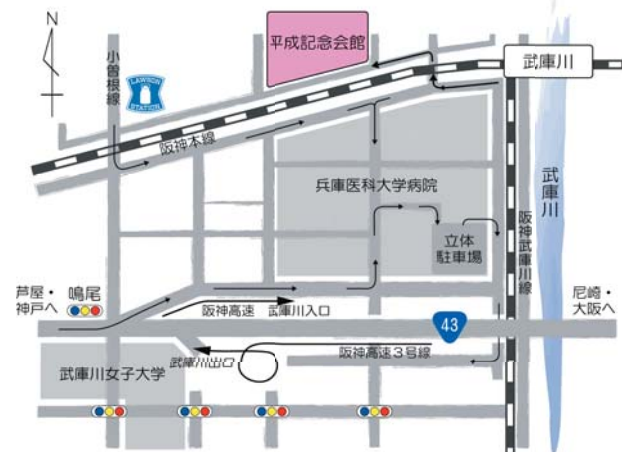 N
平成記念会館
武庫川
小曽根線
LAWSON
STATION
阪神本線
兵庫医科大学病院
武庫川
立体
駐車場
阪神武庫川線
芦屋・
神戸へ
鳴尾
阪神高速 武庫川入口
43
尼崎・
大阪へ
武庫川出口
阪神高速3号線
武庫川女子大学